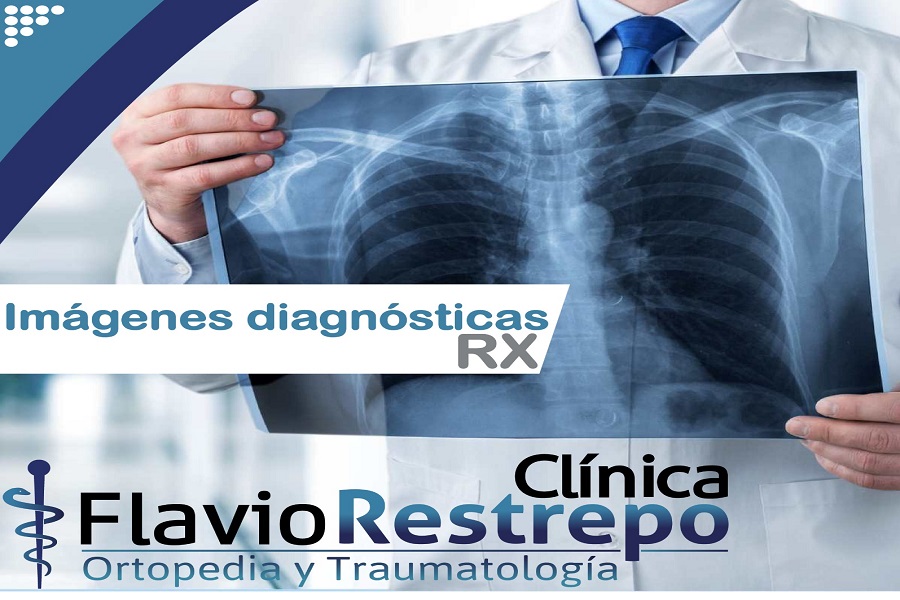 Imágenes diagnósticas
RX
Clínica
FlavioRestrepo
Ortopedia y Traumatología